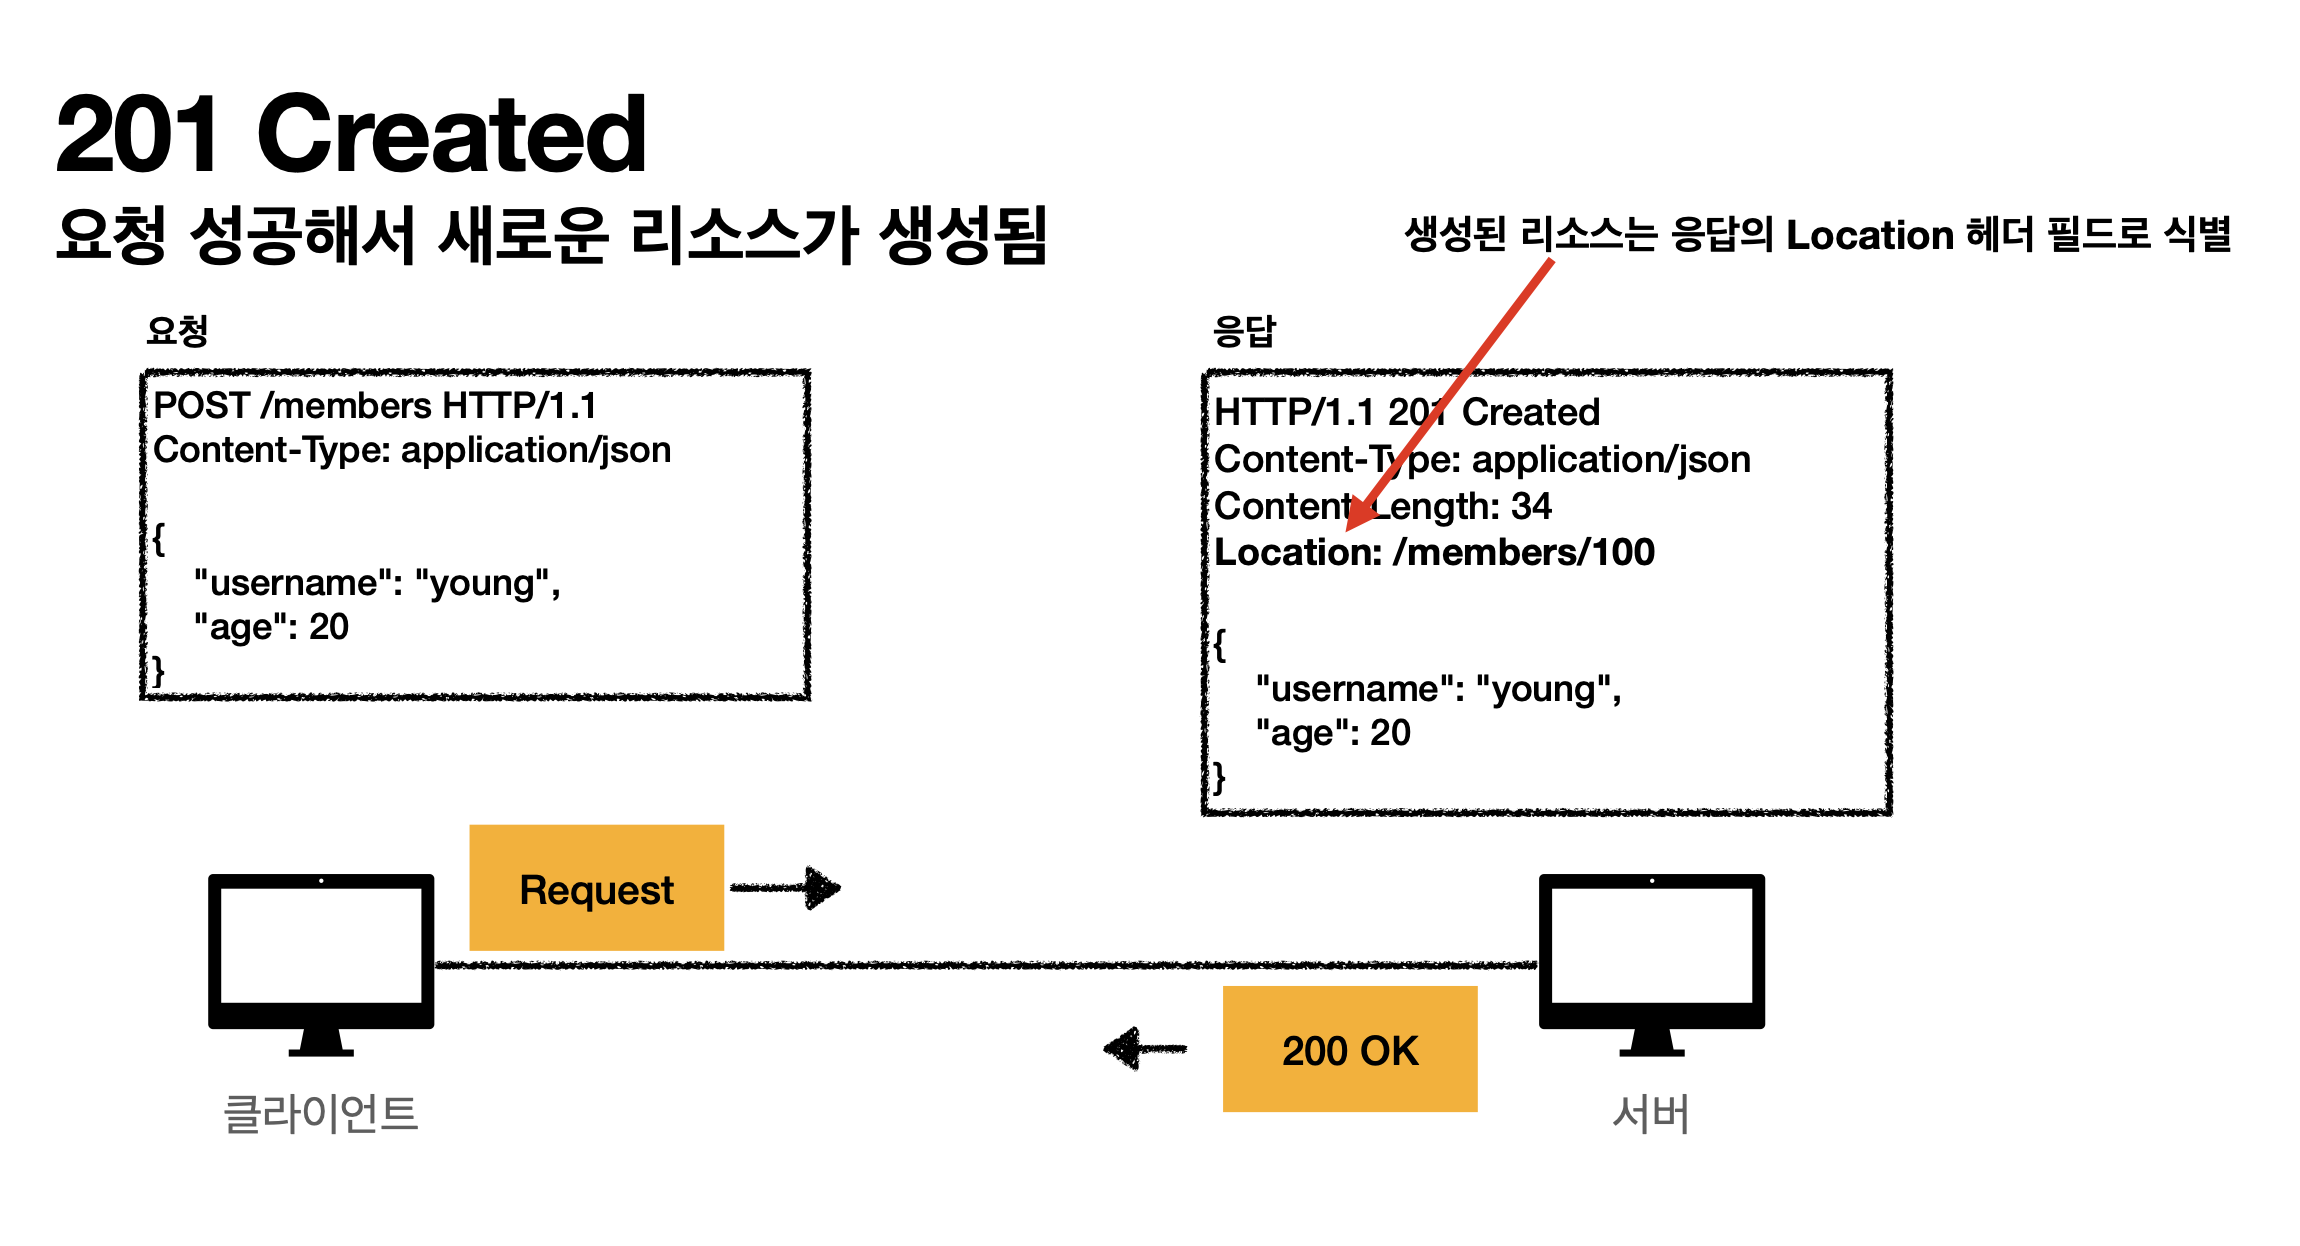 201 Created
요청 성공해서 새로운 리소스가 생성됨
생성된 리소스는 응답의 Location 헤더 필드로 식별
요청
POST /members HTTP/1.1
Content-Type: application/json
{
"username": "young",
"age": 20
}
응답
HTTP/1.1 201 Created
Content-Type: application/json
Content-Length: 34
Location: /members/100
{
"username": "young",
"age": 20
}
Request
200 OK
클라이언트
서버